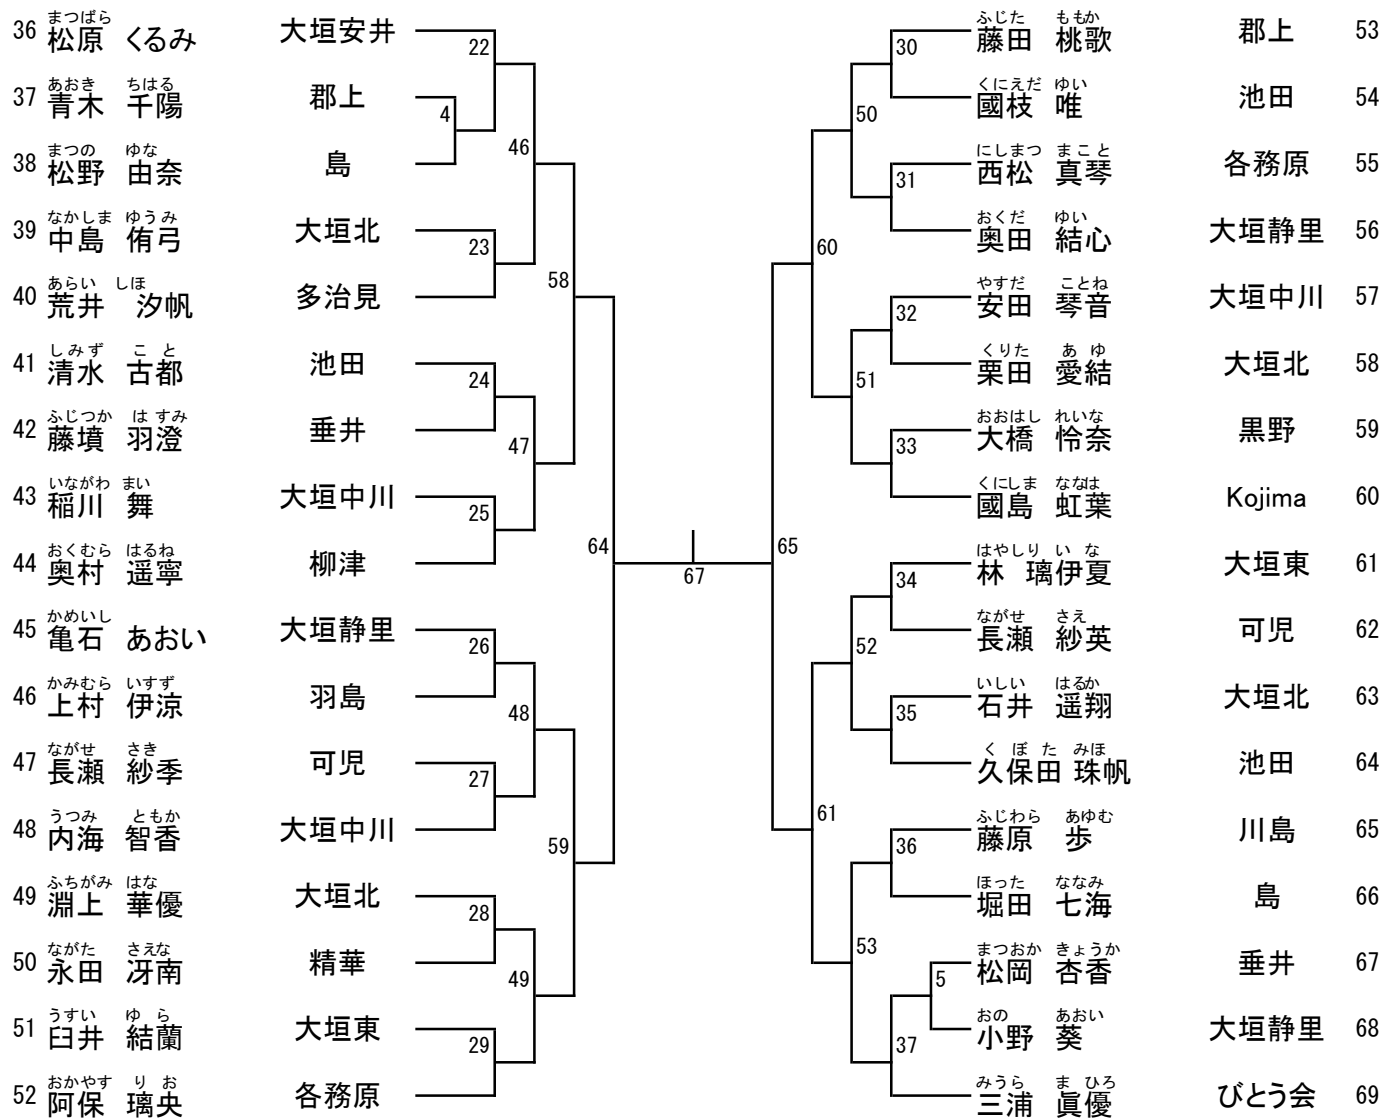 まつばら
36 松原 くるみ 大垣安井
22
あおき ちはる
37 青木 千陽 郡上
4
まつの ゆな
38 松野 由奈 島
46
なかしま ゆうみ
39 中島 侑弓 大垣北
23
あらい しほ
40 荒井 汐帆 多治見
58
しみず こ と
41 清水 古都 池田
24
ふじつか は すみ
42 藤墳 羽澄 垂井
47
いながわ まい
43 稲川 舞 大垣中川
25
おくむら はるね
44 奥村 遥寧 柳津
64
かめいし
45 亀石 あおい 大垣静里
26
かみむら いすず
46 上村 伊涼 羽島
48
ながせ さき
47 長瀬 紗季 可児
27
うつみ ともか
48 内海 智香 大垣中川
59
ふちがみ はな
49 淵上 華優 大垣北
28
ながた さえな
50 永田 冴南 精華
49
うすい ゆ ら
51 臼井 結蘭 大垣東
29
おかやす り お
52 阿保 璃央 各務原
67
ふじた ももか
藤田 桃歌 郡上 53
30
くにえだ ゆい
國枝 唯 池田 54
50
にしまつ まこと
西松 真琴 各務原 55
31
おくだ ゆい
奥田 結心 大垣静里 56
60
やすだ ことね
安田 琴音 大垣中川 57
32
くりた あ ゆ
栗田 愛結 大垣北 58
51
おおはし れいな
大橋 怜奈 黒野 59
33
くにしま ななは
國島 虹葉 Kojima 60
65
はやしり い な
林 璃伊夏 大垣東 61
34
ながせ さえ
長瀬 紗英 可児 62
52
いしい はるか
石井 遥翔 大垣北 63
35
く ぼ た みほ
久保田 珠帆 池田 64
61
ふじわら あゆむ
藤原 歩 川島 65
36
ほった ななみ
堀田 七海 島 66
53
まつおか きょうか
松岡 杏香 垂井 67
5
おの あおい
小野 葵 大垣静里 68
37
みうら ま ひろ
三浦 眞優 びとう会 69